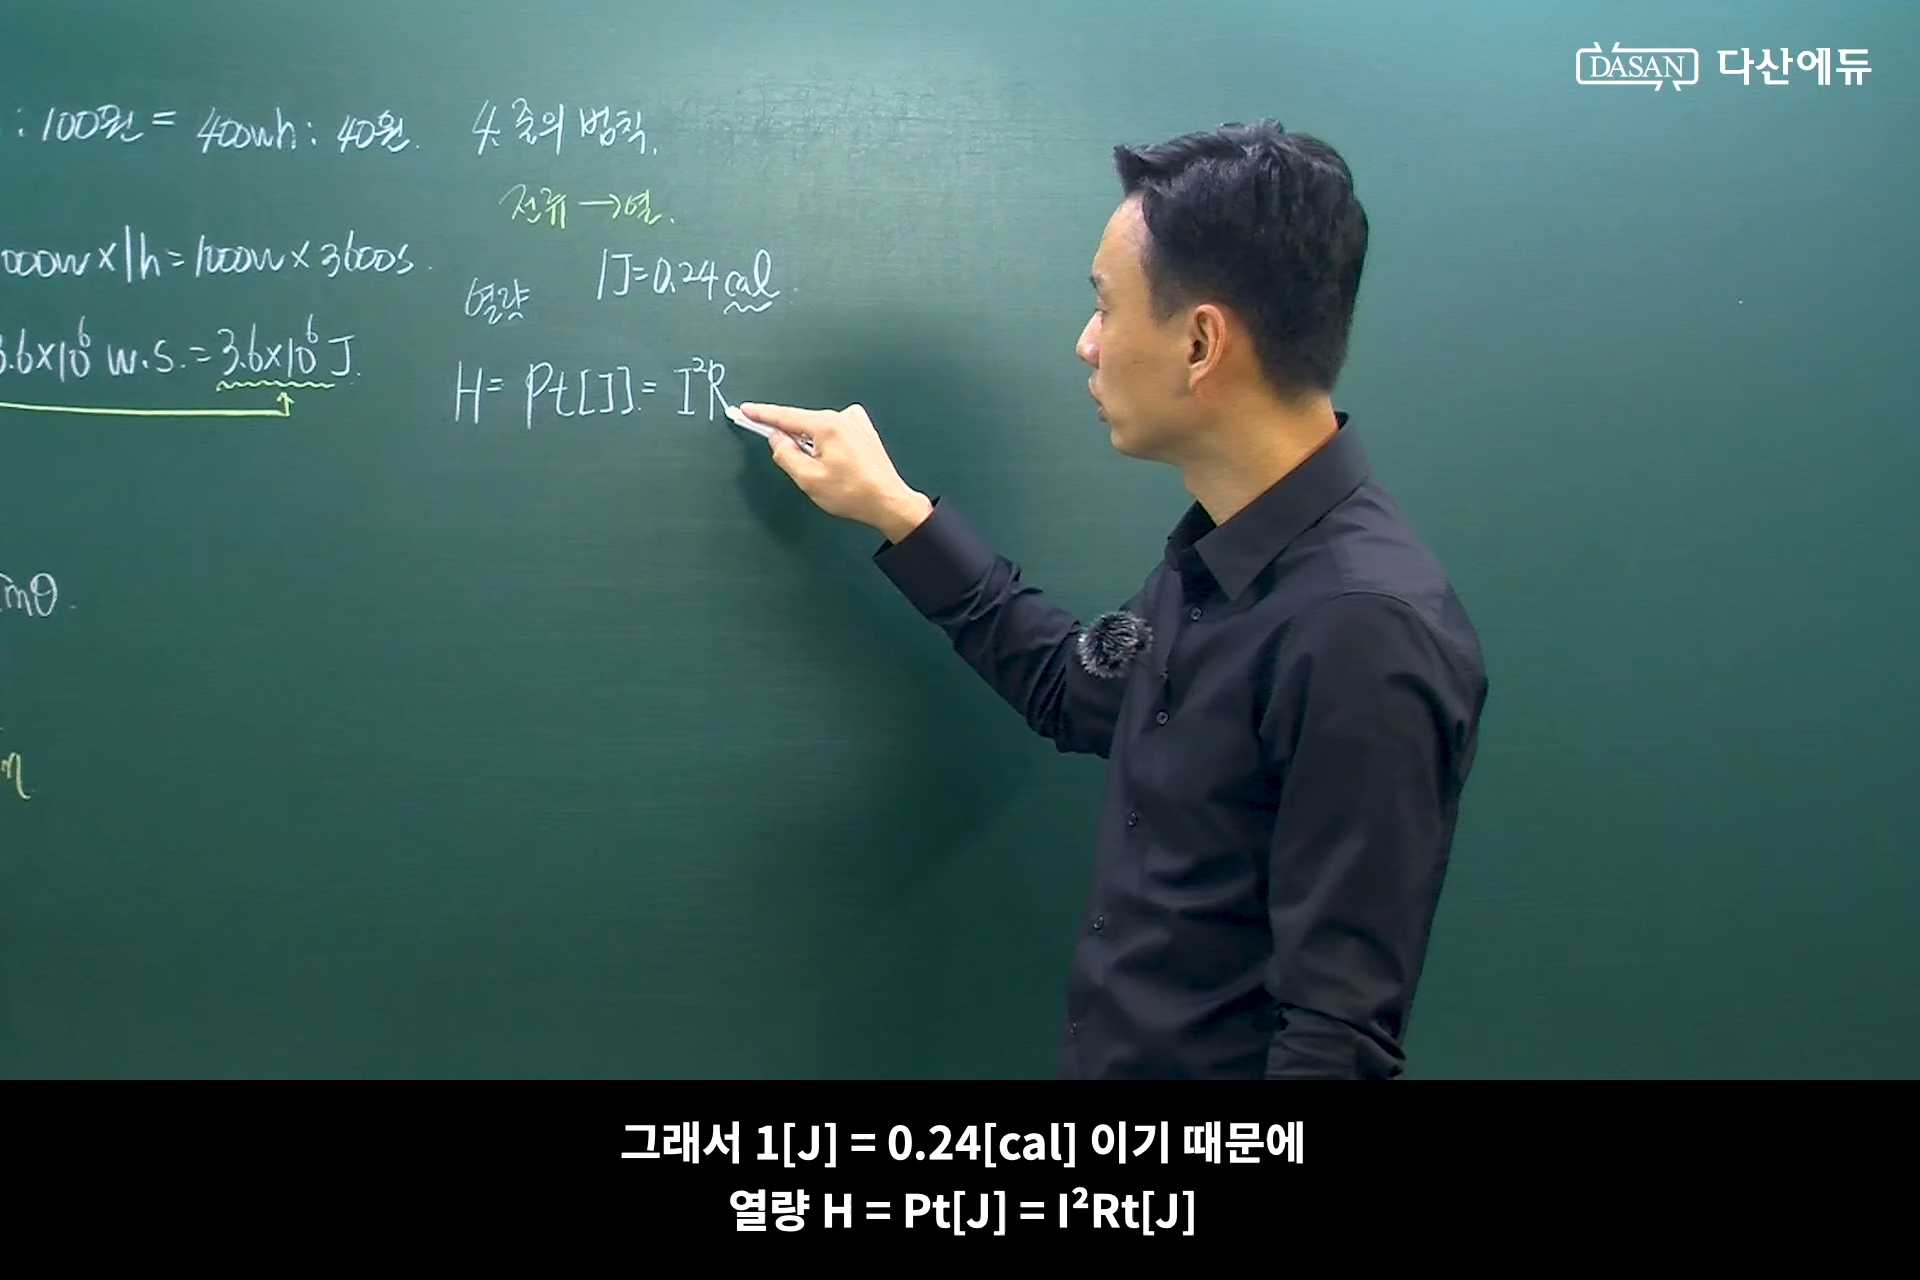 DASAN 다산에듀
: 100원 = 400wh : 40원.
000w×1h = 1000w × 3600s.
3.6×10⁶ w.s. = 3.6×10⁶ J.
η
4. 줄의 법칙.
전류 → 열.
1J=0.24cal.
열량
H= Pt[J]= I²R
그래서 1[J] = 0.24[cal] 이기 때문에
열량 H = Pt[J] = I²Rt[J]